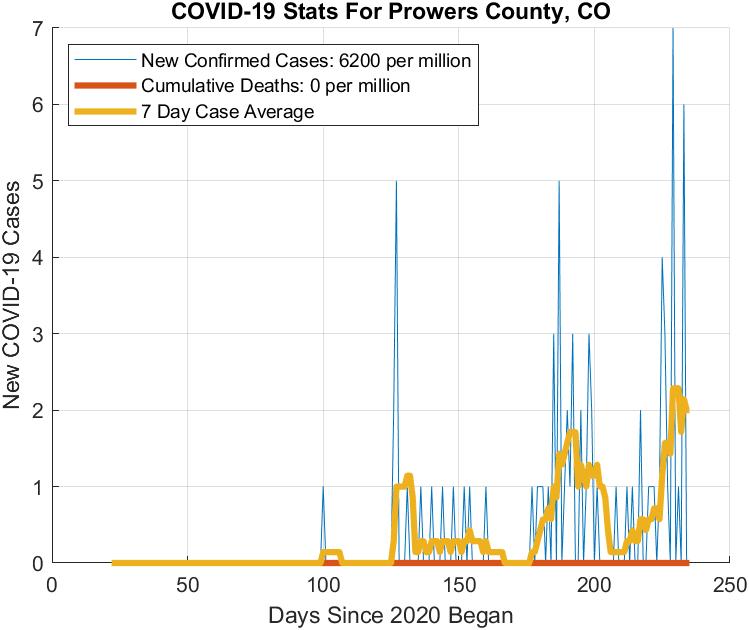 COVID-19 Stats For Prowers County, CO
New Confirmed Cases: 6200 per million
Cumulative Deaths: 0 per million
7 Day Case Average
New COVID-19 Cases
7
6
5
4
3
2
1
0
0 50 100 150 200 250
Days Since 2020 Began